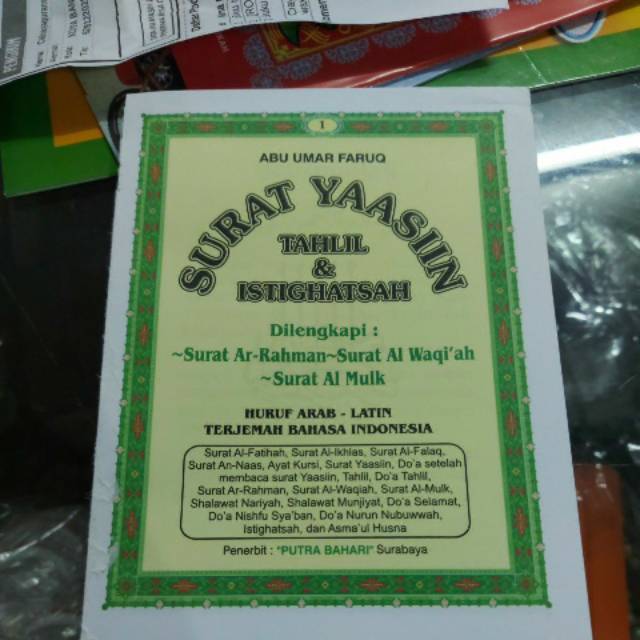 1
ABU UMAR FARUQ
SURAT YAASIIN
TAHLIL
&
ISTIGHATSAH
Dilengkapi :
~Surat Ar-Rahman~Surat Al Waqi'ah
~Surat Al Mulk
HURUF ARAB - LATIN
TERJEMAH BAHASA INDONESIA
Surat Al-Fatihah, Surat Al-Ikhlas, Surat Al-Falaq,
Surat An-Naas, Ayat Kursi, Surat Yaasiin, Do'a setelah
membaca surat Yaasiin, Tahlil, Do'a Tahlil,
Surat Ar-Rahman, Surat Al-Waqiah, Surat Al-Mulk,
Shalawat Nariyah, Shalawat Munjiyat, Do'a Selamat,
Do'a Nishfu Sya'ban, Do'a Nurun Nubuwwah,
Istighatsah, dan Asma'ul Husna
Penerbit : "PUTRA BAHARI" Surabaya